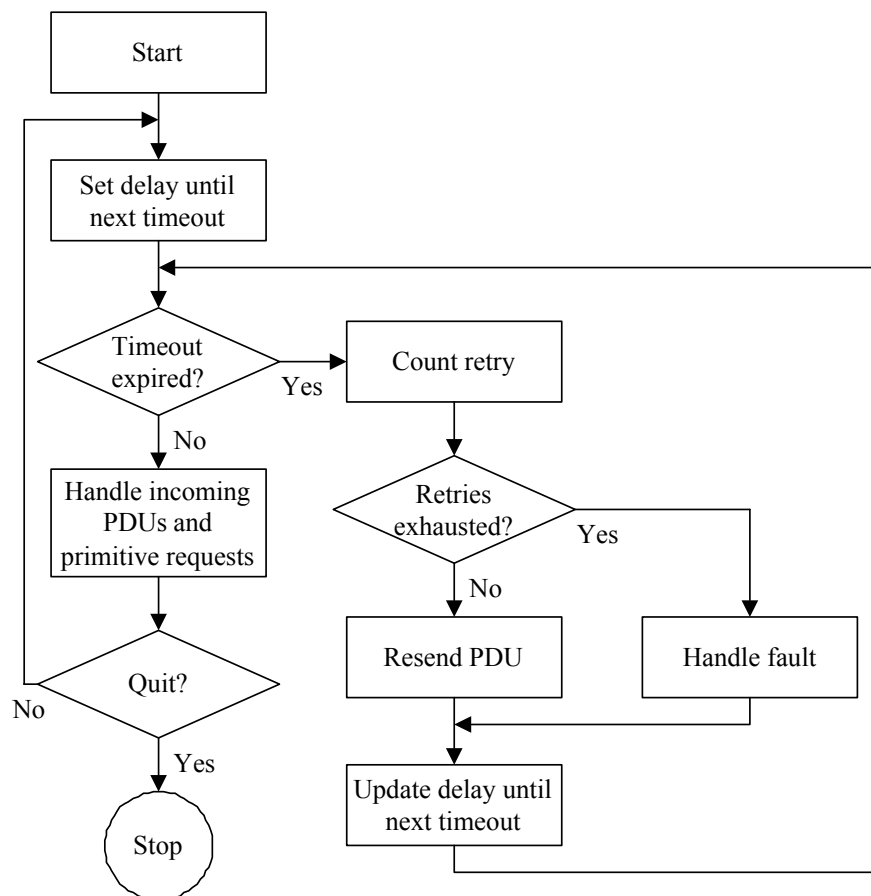 Start
Set delay until
next timeout
Timeout
expired?
Yes
Count retry
No
Handle incoming
PDUs and
primitive requests
Retries
exhausted?
Yes
No
Resend PDU
Handle fault
Quit?
No
Yes
Update delay until
next timeout
Stop